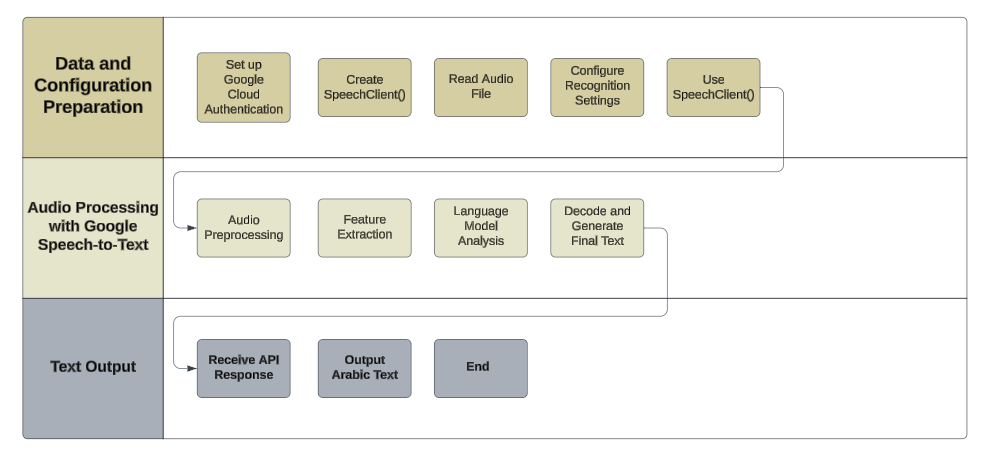 Data and
Configuration
Preparation
Set up
Google
Cloud
Authentication
Create
SpeechClient()
Read Audio
File
Configure
Recognition
Settings
Use
SpeechClient()
Audio Processing
with Google
Speech-to-Text
Audio
Preprocessing
Feature
Extraction
Language
Model
Analysis
Decode and
Generate
Final Text
Text Output
Receive API
Response
Output
Arabic Text
End